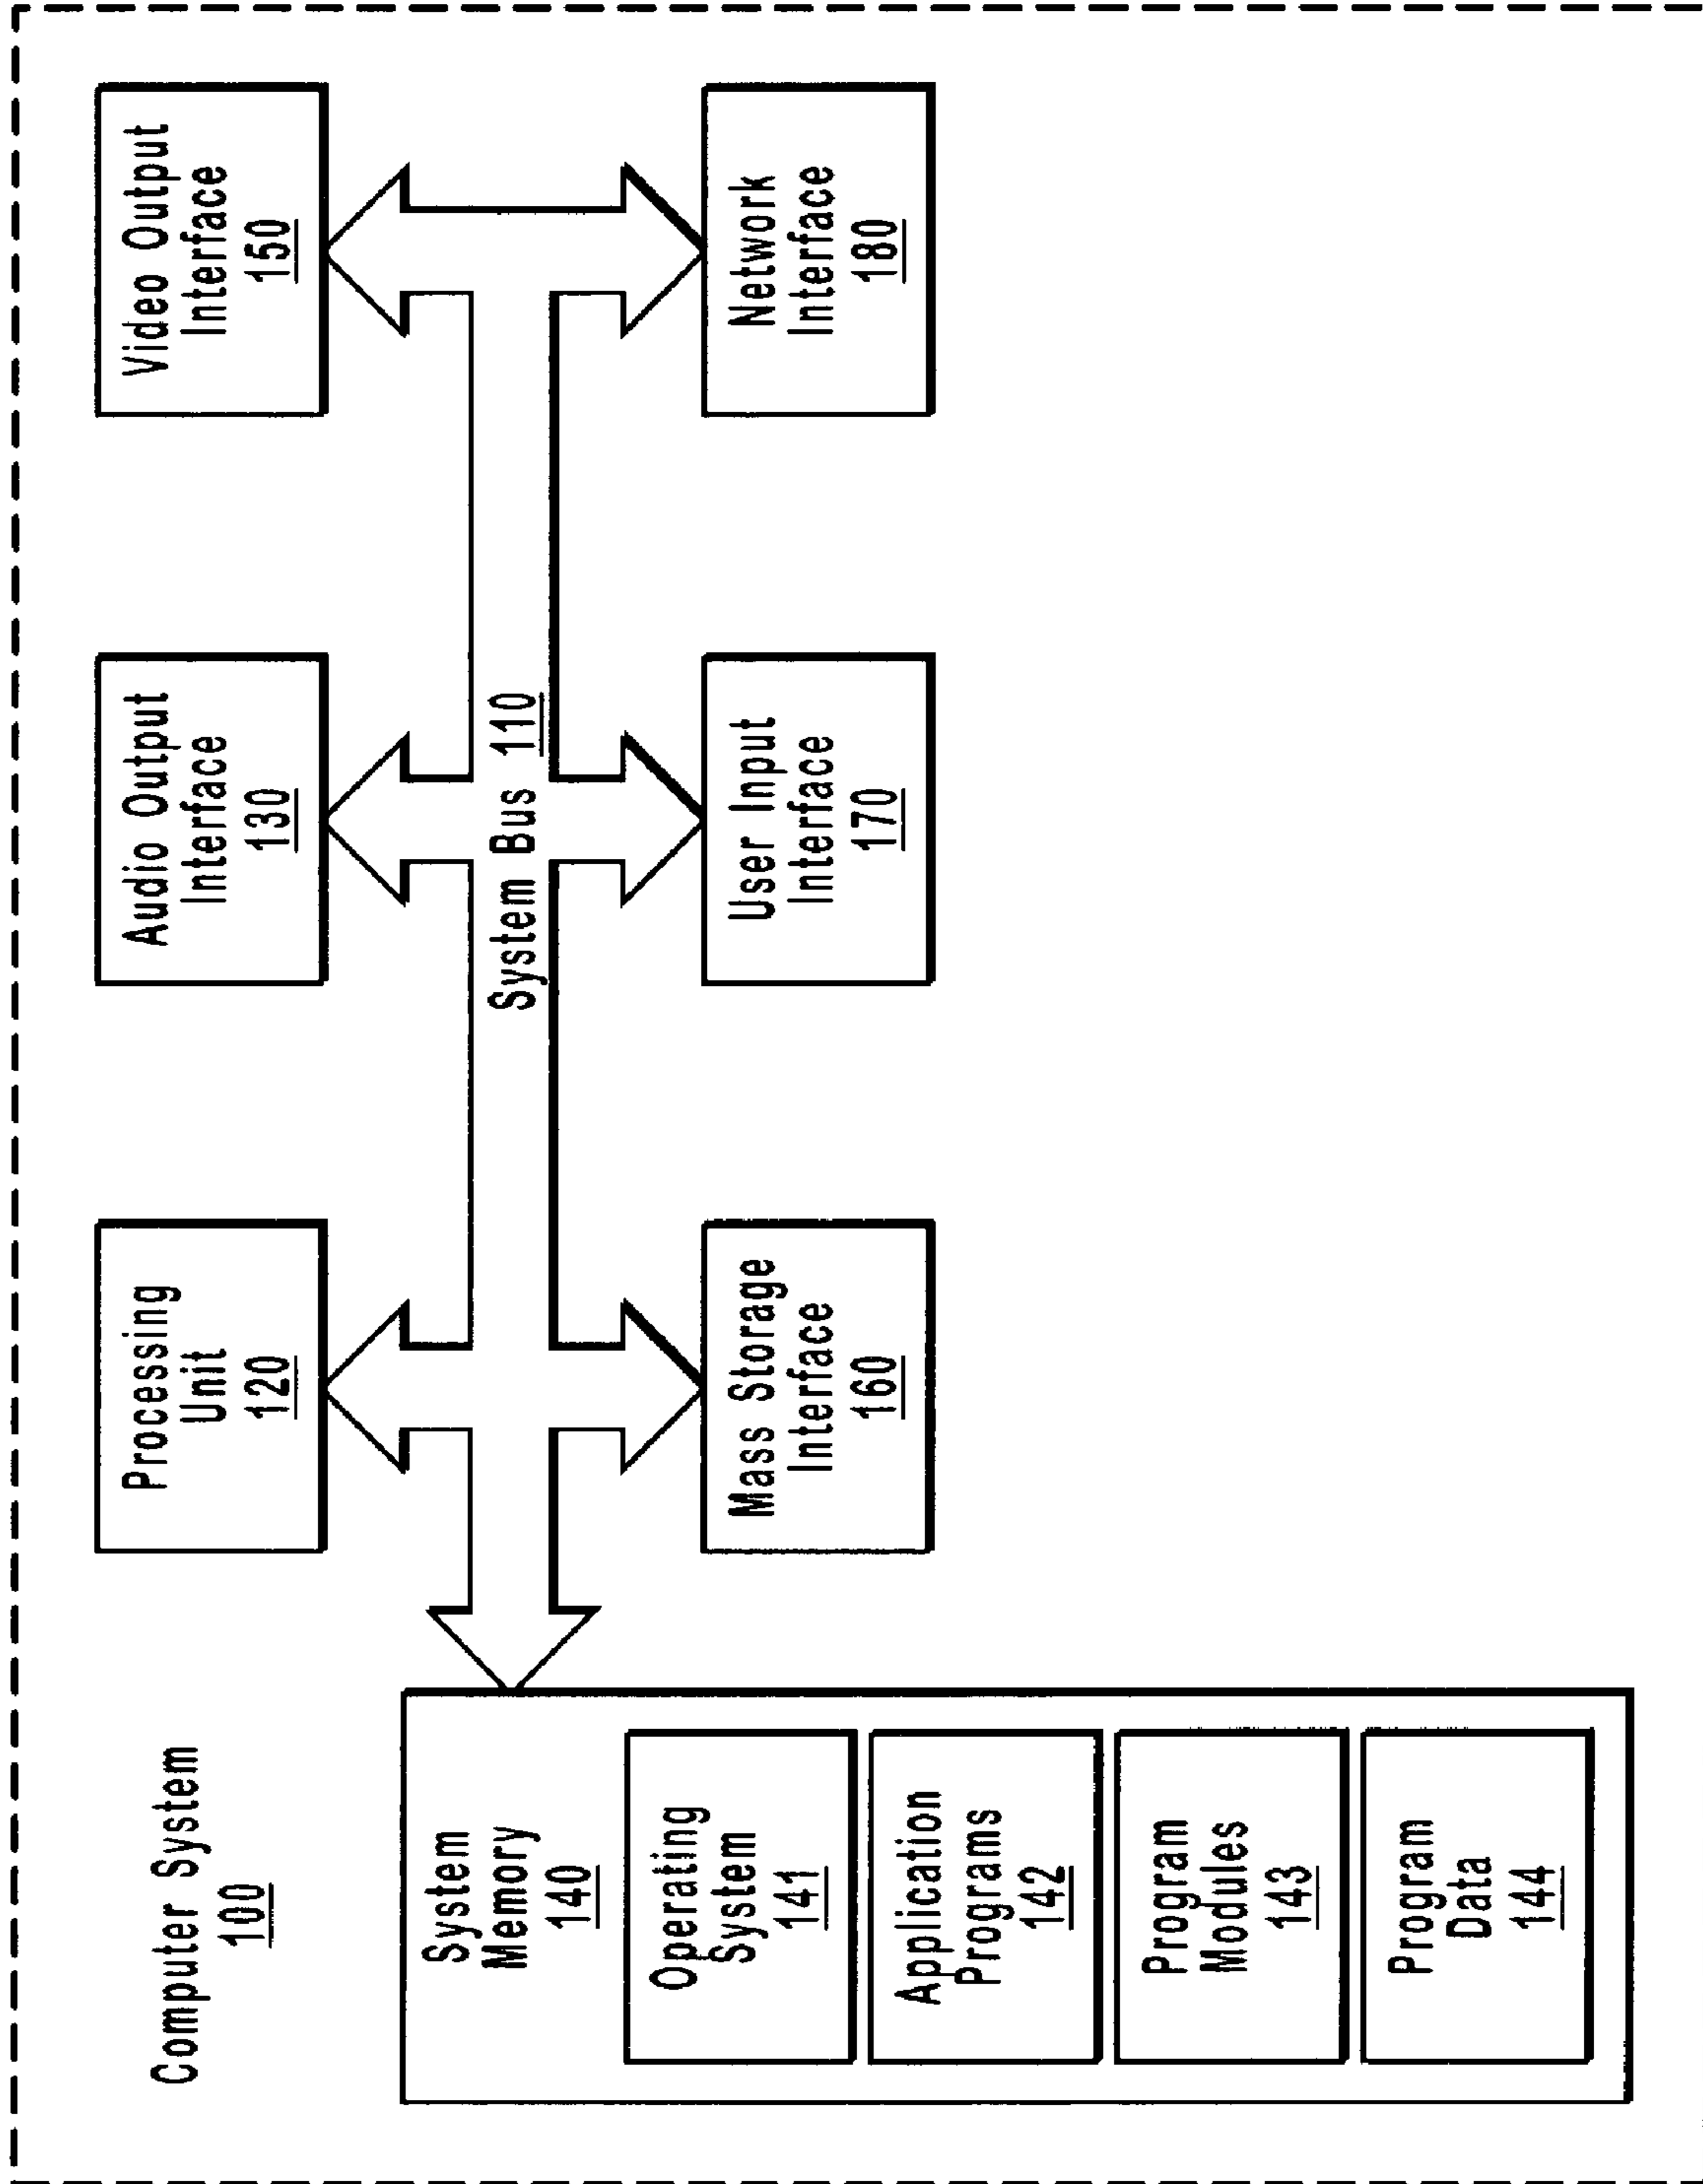 Computer System
100
Processing
Unit
120
Audio Output
Interface
130
Video Output
Interface
150
System
Memory
140
System Bus 110
Operating
System
141
Application
Programs
142
Program
Modules
143
Program
Data
144
Mass Storage
Interface
160
User Input
Interface
170
Network
Interface
180